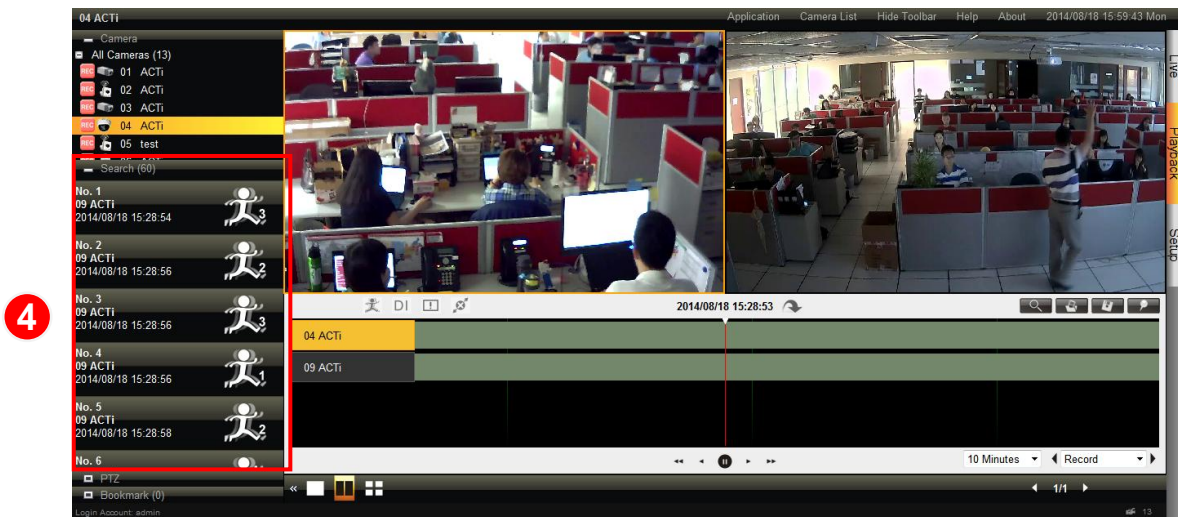 04 ACTi
Application Camera List Hide Toolbar Help About 2014/08/18 15:59:43 Mon
Camera
All Cameras (13)
REC 01 ACTi
REC 02 ACTi
REC 03 ACTi
REC 04 ACTi
REC 05 test
Search (60)
No. 1
09 ACTi
2014/08/18 15:28:54
3
No. 2
09 ACTi
2014/08/18 15:28:56
2
No. 3
09 ACTi
2014/08/18 15:28:56
3
No. 4
09 ACTi
2014/08/18 15:28:56
1
No. 5
09 ACTi
2014/08/18 15:28:58
2
No. 6
PTZ
Bookmark (0)
Login Account: admin
4
DI
2014/08/18 15:28:53
04 ACTi
09 ACTi
10 Minutes
Record
1/1
13
Live
Playback
Setup